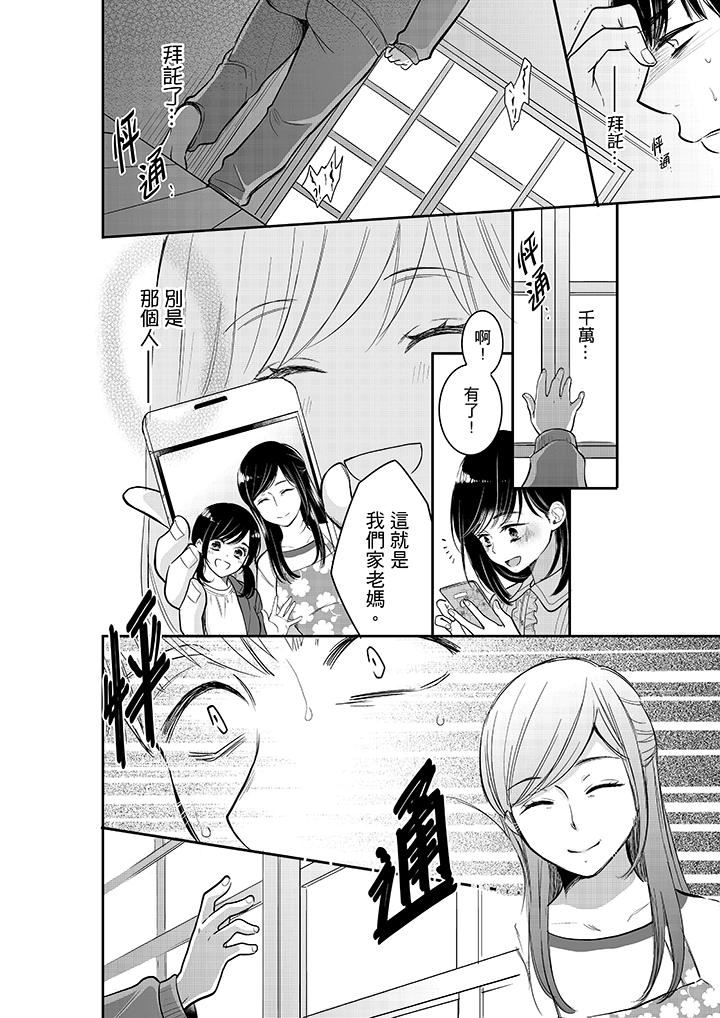 ——拜託…
怦通…
拜託了…
怦通…
千萬…
怦通…
啊！
有了！
別是
那個人——
這就是
我們家老媽。
怦
通